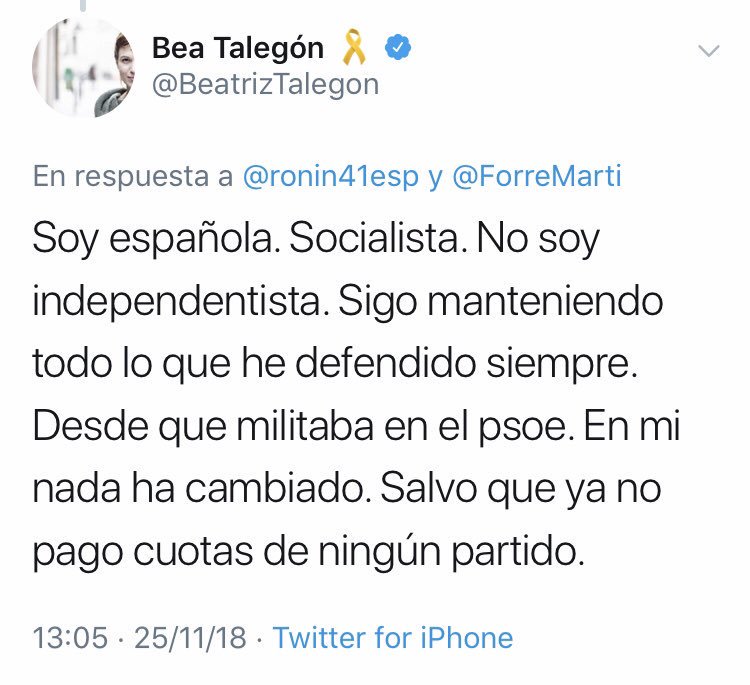 Bea Talegón 🎗
@BeatrizTalegon
En respuesta a @ronin41esp y @ForreMarti
Soy española. Socialista. No soy
independentista. Sigo manteniendo
todo lo que he defendido siempre.
Desde que militaba en el psoe. En mi
nada ha cambiado. Salvo que ya no
pago cuotas de ningún partido.
13:05 · 25/11/18 · Twitter for iPhone